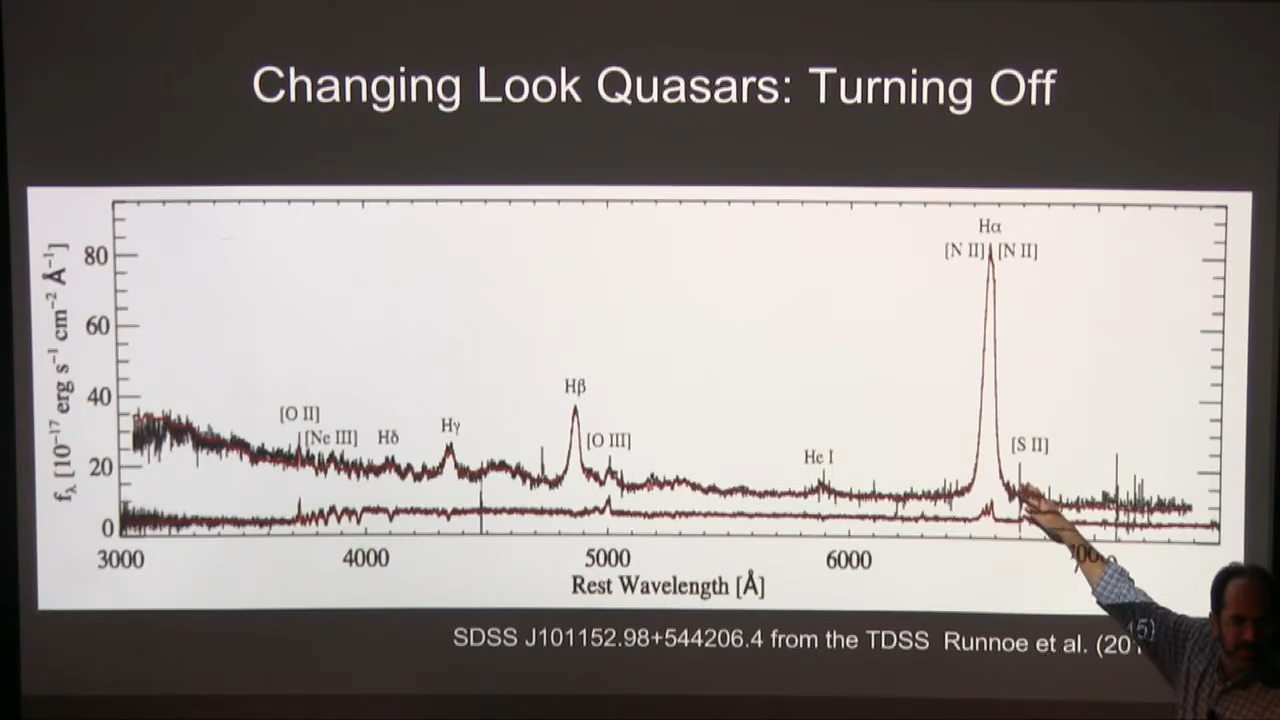 Changing Look Quasars: Turning Off
Hα
[N II] [N II]
80
60
Hβ
40
[O II]
Hγ
[Ne III] Hδ
[O III]
[S II]
He I
20
0
fλ [10⁻¹⁷ erg s⁻¹ cm⁻² Å⁻¹]
3000 4000 5000 6000
Rest Wavelength [Å]
SDSS J101152.98+544206.4 from the TDSS Runnoe et al. (20 5)